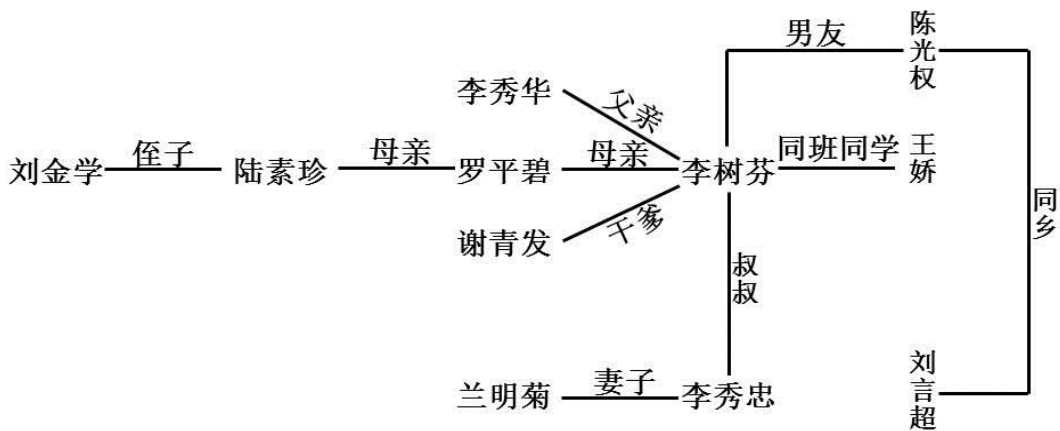 男友
陈光权
李秀华
父亲
刘金学
侄子
陆素珍
母亲
罗平碧
母亲
李树芬
同班同学
王娇
谢青发
干爹
同乡
叔叔
兰明菊
妻子
李秀忠
刘言超